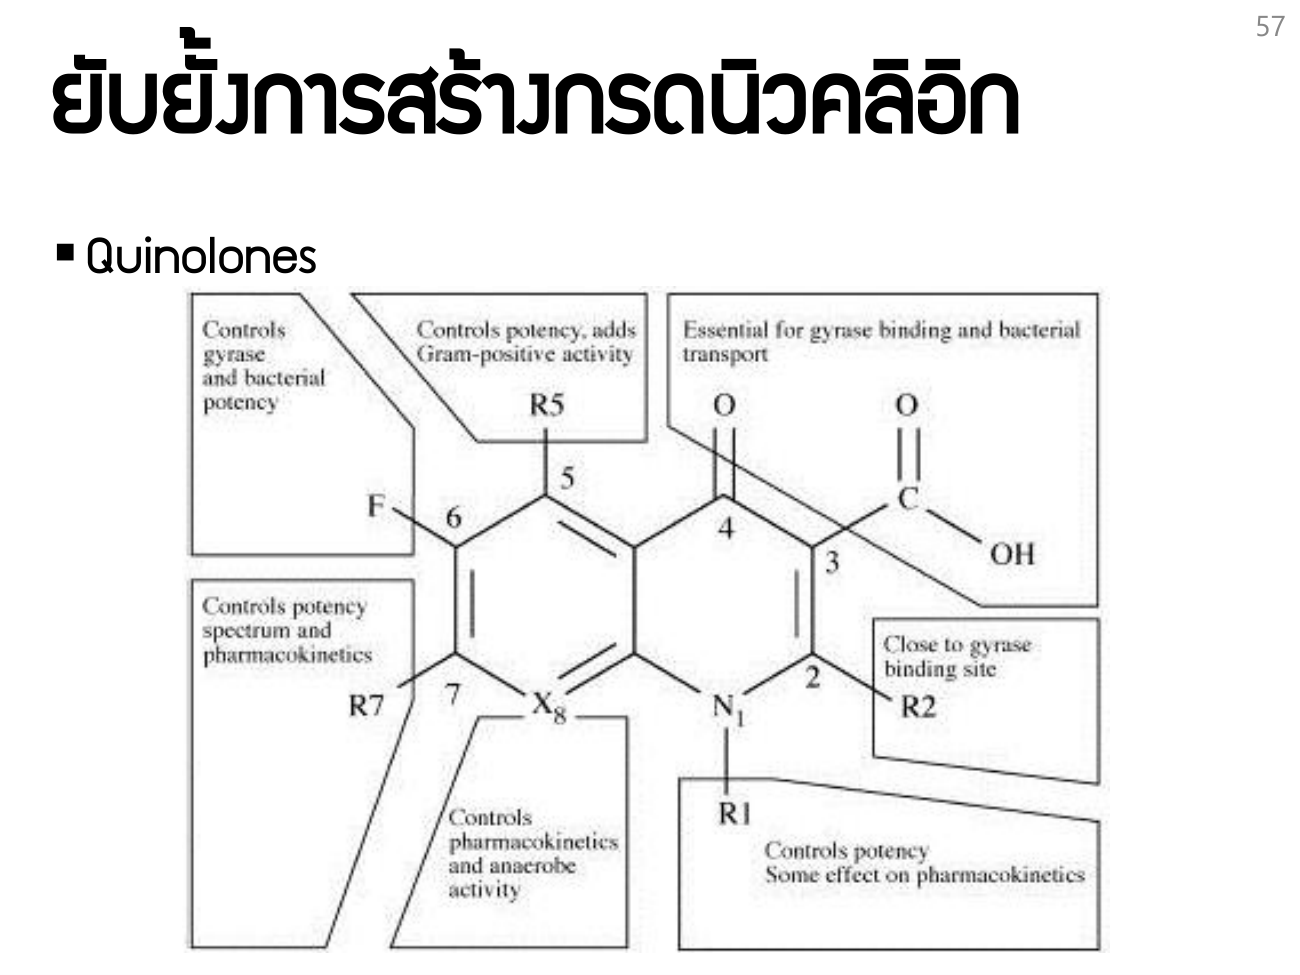 57
ยับยั้งการสร้างกรดนิวคลิอิก
▪ Quinolones
Controls
gyrase
and bacterial
potency
Controls potency, adds
Gram-positive activity
Essential for gyrase binding and bacterial
transport
R5
O
O
5
F
6
4
C
3
OH
Controls potency
spectrum and
pharmacokinetics
Close to gyrase
binding site
R7
7
X8
N1
2
R2
Controls
pharmacokinetics
and anaerobe
activity
R1
Controls potency
Some effect on pharmacokinetics